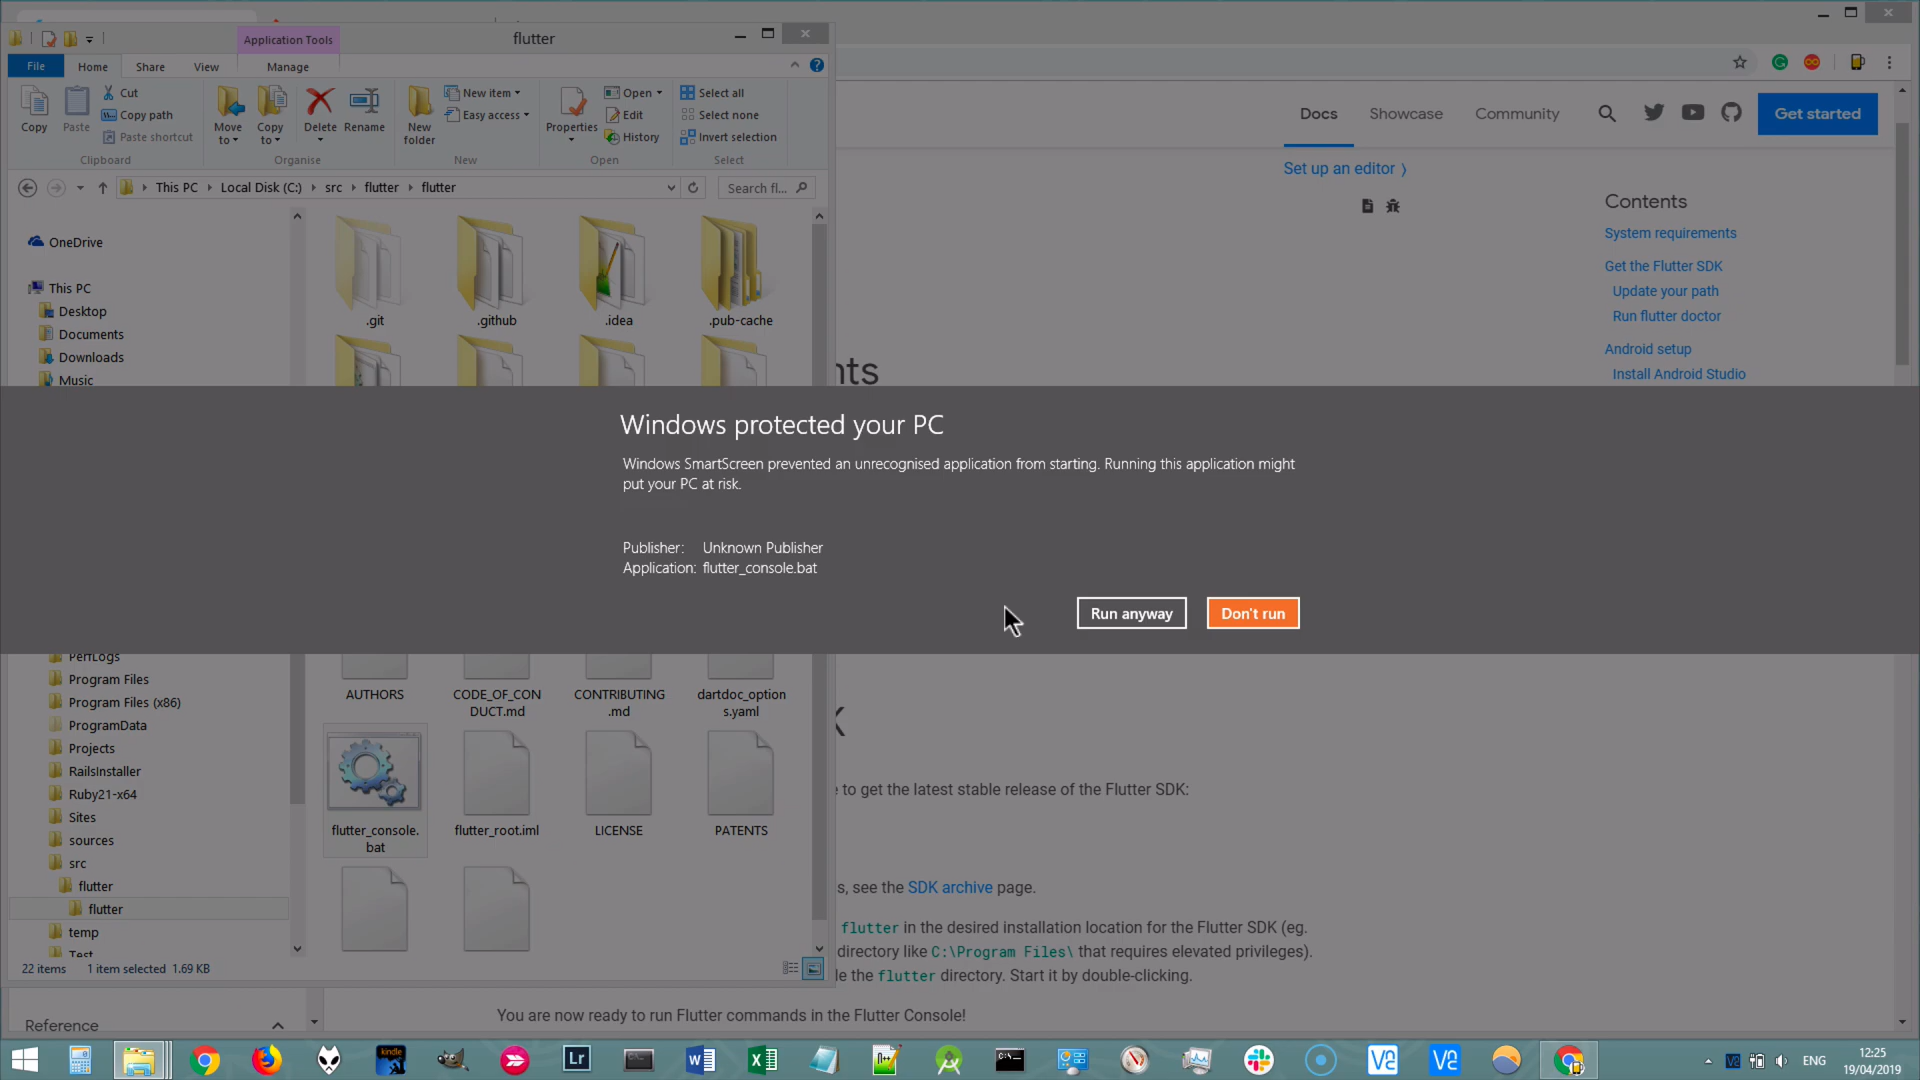 Application Tools
flutter
File
Home
Share
View
Manage
Copy
Paste
Cut
Copy path
Paste shortcut
Clipboard
Move to
Copy to
Delete
Rename
Organise
New folder
New item
Easy access
New
Properties
Open
Edit
History
Open
Select all
Select none
Invert selection
Select
This PC
Local Disk (C:)
src
flutter
flutter
Search fl...
OneDrive
This PC
Desktop
Documents
Downloads
Music
.git
.github
.idea
.pub-cache
Docs
Showcase
Community
Get started
Set up an editor
Contents
System requirements
Get the Flutter SDK
Update your path
Run flutter doctor
Android setup
Install Android Studio
nts
Windows protected your PC
Windows SmartScreen prevented an unrecognised application from starting. Running this application might
put your PC at risk.
Publisher: Unknown Publisher
Application: flutter_console.bat
Run anyway
Don't run
PerfLogs
Program Files
Program Files (x86)
ProgramData
Projects
RailsInstaller
Ruby21-x64
Sites
sources
src
flutter
flutter
temp
Test
AUTHORS
CODE_OF_CON
DUCT.md
CONTRIBUTING
.md
dartdoc_option
s.yaml
flutter_console.
bat
flutter_root.iml
LICENSE
PATENTS
22 items
1 item selected 1.69 KB
K
e to get the latest stable release of the Flutter SDK:
s, see the SDK archive page.
flutter in the desired installation location for the Flutter SDK (eg.
directory like C:\Program Files\ that requires elevated privileges).
le the flutter directory. Start it by double-clicking.
You are now ready to run Flutter commands in the Flutter Console!
Reference
kindle
Lr
ENG
12:25
19/04/2019